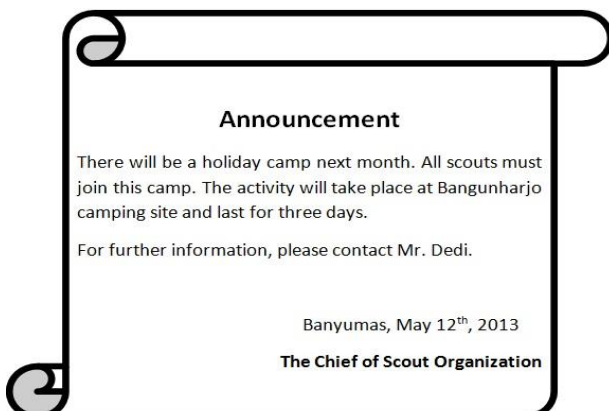 Announcement
There will be a holiday camp next month. All scouts must
join this camp. The activity will take place at Bangunharjo
camping site and last for three days.
For further information, please contact Mr. Dedi.
Banyumas, May 12th, 2013
The Chief of Scout Organization